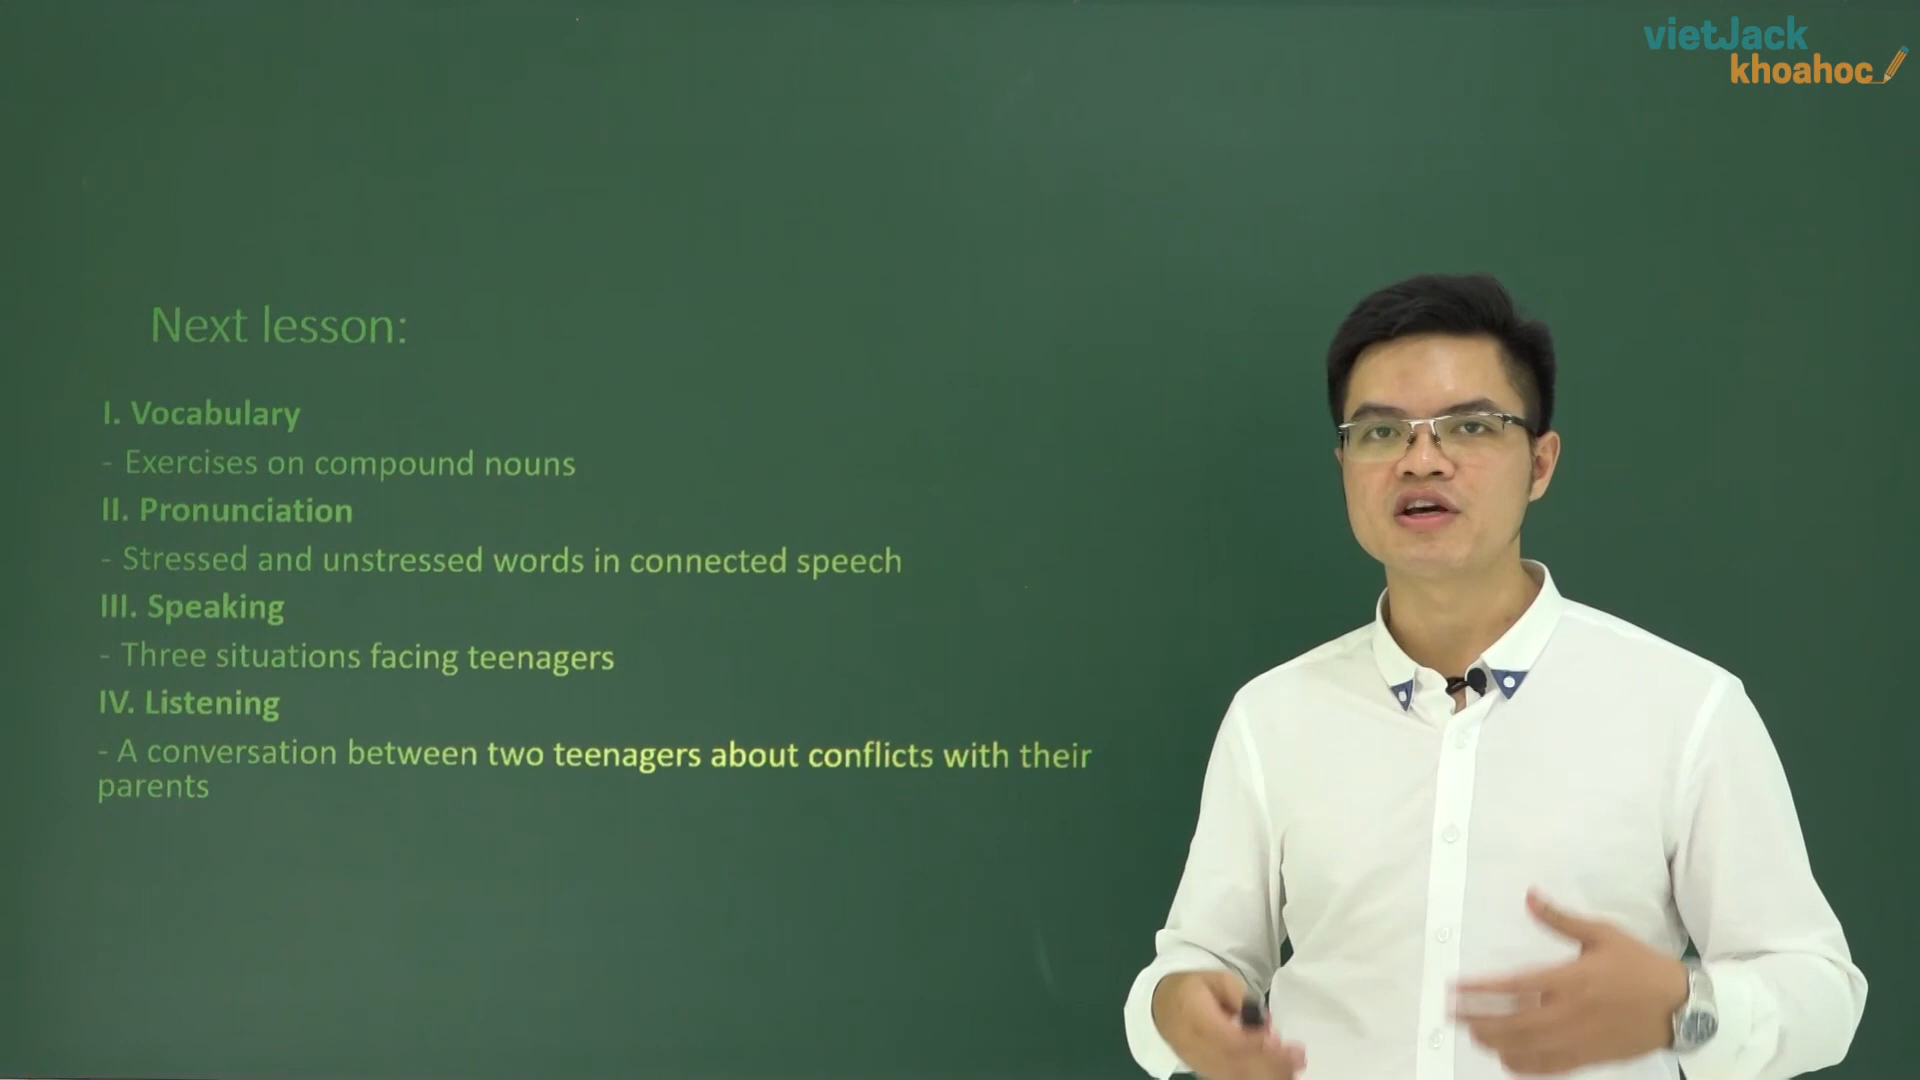 vietJack
khoahoc
Next lesson:
I. Vocabulary
- Exercises on compound nouns
II. Pronunciation
- Stressed and unstressed words in connected speech
III. Speaking
- Three situations facing teenagers
IV. Listening
- A conversation between two teenagers about conflicts with their
parents